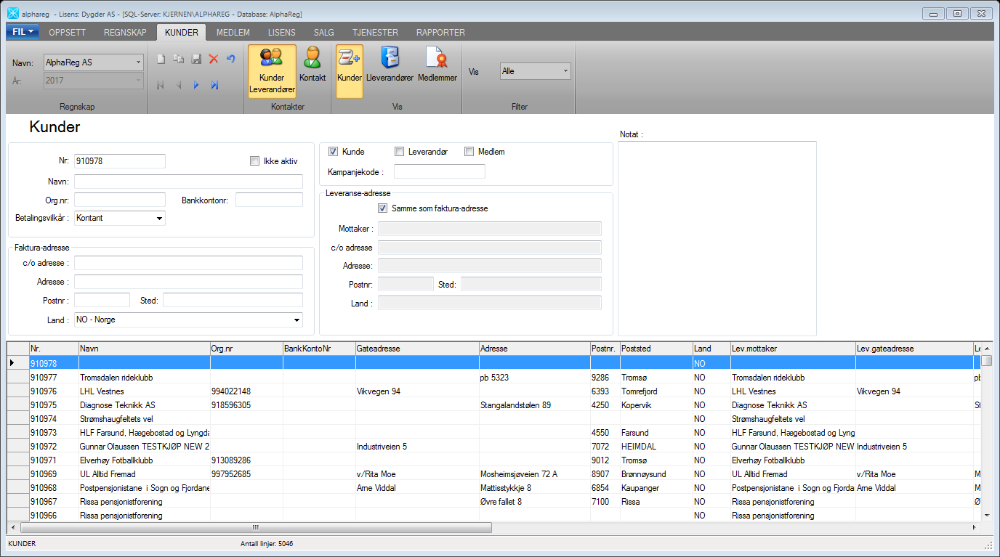 alphareg - Lisens: Dygder AS - [SQL-Server: KJERNEN\ALPHAREG - Database: AlphaReg]
FIL OPPSETT REGNSKAP KUNDER MEDLEM LISENS SALG TJENESTER RAPPORTER
Navn: AlphaReg AS
År: 2017
Regnskap
Kunder Leverandører
Kontakt
Kontakter
Kunder
Lleverandører
Medlemmer
Vis
Vis Alle
Filter
Kunder
Nr: 910978 Ikke aktiv
Navn:
Org.nr: Bankkontonr:
Betalingsvilkår : Kontant
Faktura-adresse
c/o adresse :
Adresse :
Postnr : Sted:
Land : NO - Norge
Kunde Leverandør Medlem
Kampanjekode :
Leveranse-adresse
Samme som faktura-adresse
Mottaker :
c/o adresse
Adresse:
Postnr: Sted:
Land :
Notat :
Nr. Navn Org.nr BankKontoNr Gateadresse Adresse Postnr. Poststed Land Lev.mottaker Lev.gateadresse Le
910978 NO
910977 Tromsdalen rideklubb pb 5323 9286 Tromsø NO Tromsdalen rideklubb pb
910976 LHL Vestnes 994022148 Vikvegen 94 6393 Tomrefjord NO LHL Vestnes Vikvegen 94
910975 Diagnose Teknikk AS 918596305 Stangalandstølen 89 4250 Kopervik NO Diagnose Teknikk AS St
910974 Strømshaugfeltets vel NO Strømshaugfeltets vel
910973 HLF Farsund, Hægebostad og Lyngda 4550 Farsund NO HLF Farsund, Hægebostad og Lyng
910972 Gunnar Olaussen TESTKJØP NEW 2 Industriveien 5 7072 HEIMDAL NO Gunnar Olaussen TESTKJØP NEW Industriveien 5
910971 Elverhøy Fotballklubb 913089286 9012 Tromsø NO Elverhøy Fotballklubb
910969 UL Alltid Fremad 997952685 v/Rita Moe Mosheimsjøveien 72 A 8907 Brønnøysund NO UL Alltid Fremad v/Rita Moe M
910968 Postpensjonistane i Sogn og Fjordane Arne Viddal Mattisstykkje 8 6854 Kaupanger NO Postpensjonistane i Sogn og Fjorda Arne Viddal M
910967 Rissa pensjonistforening Øvre fallet 8 7100 Rissa NO Rissa pensjonistforening Ø
910966 Rissa pensjonistforening NO Rissa pensjonistforening
KUNDER Antall linjer: 5046